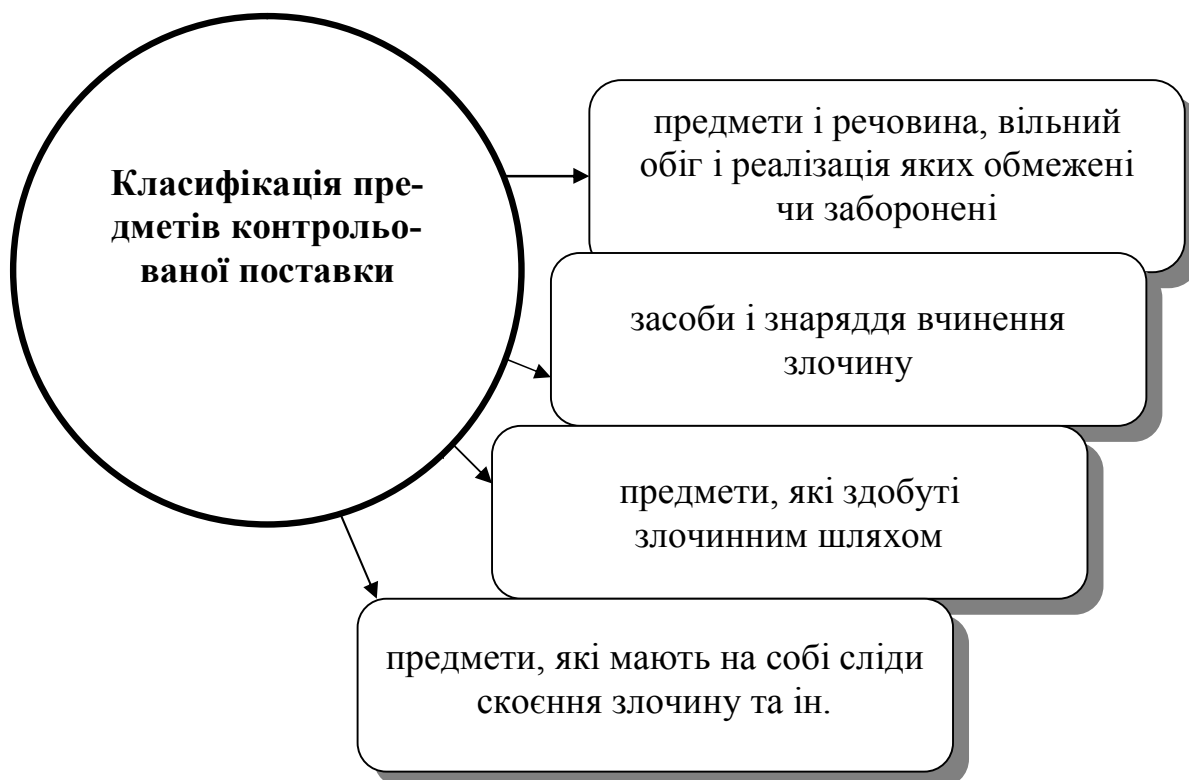 Класифікація пре-
дметів контрольо-
ваної поставки
предмети і речовина, вільний
обіг і реалізація яких обмежені
чи заборонені
засоби і знаряддя вчинення
злочину
предмети, які здобуті
злочинним шляхом
предмети, які мають на собі сліди
скоєння злочину та ін.